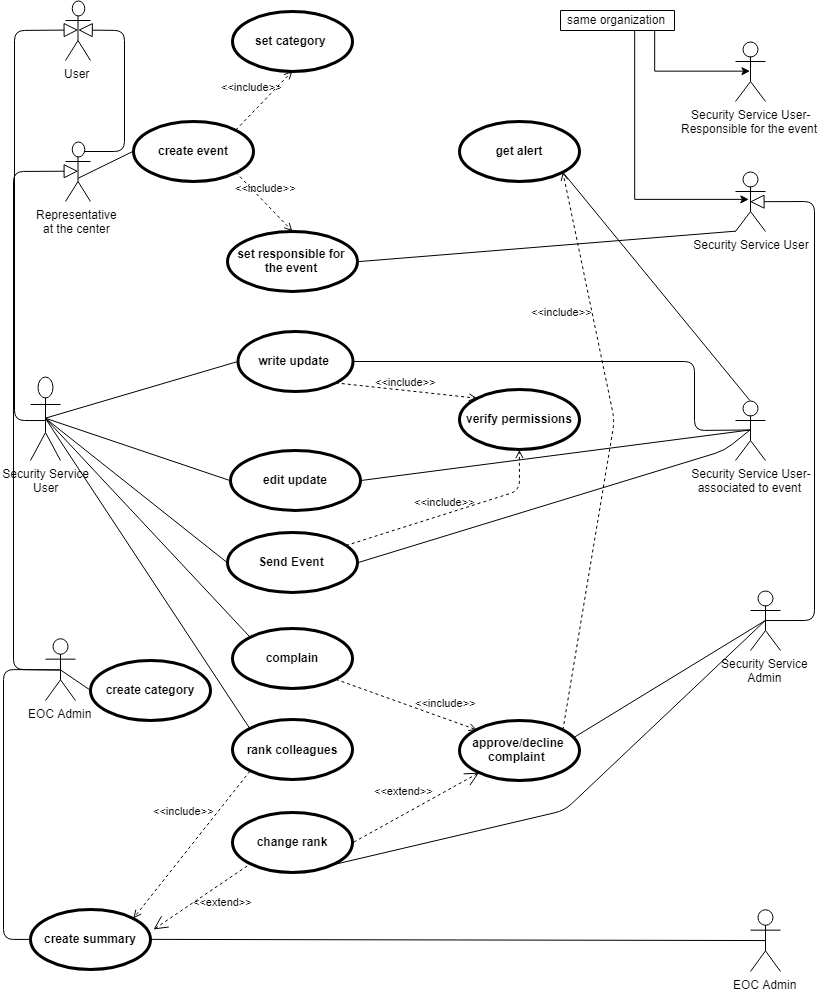 set category
same organization
User
<<include>>
Security Service User-
Responsible for the event
create event
get alert
<<include>>
Representative
at the center
Security Service User
set responsible for
the event
<<include>>
write update
<<include>>
verify permissions
Security Service
User
edit update
Security Service User-
associated to event
<<include>>
Send Event
complain
Security Service
Admin
create category
EOC Admin
<<include>>
rank colleagues
approve/decline
complaint
<<extend>>
<<include>>
change rank
<<extend>>
create summary
EOC Admin